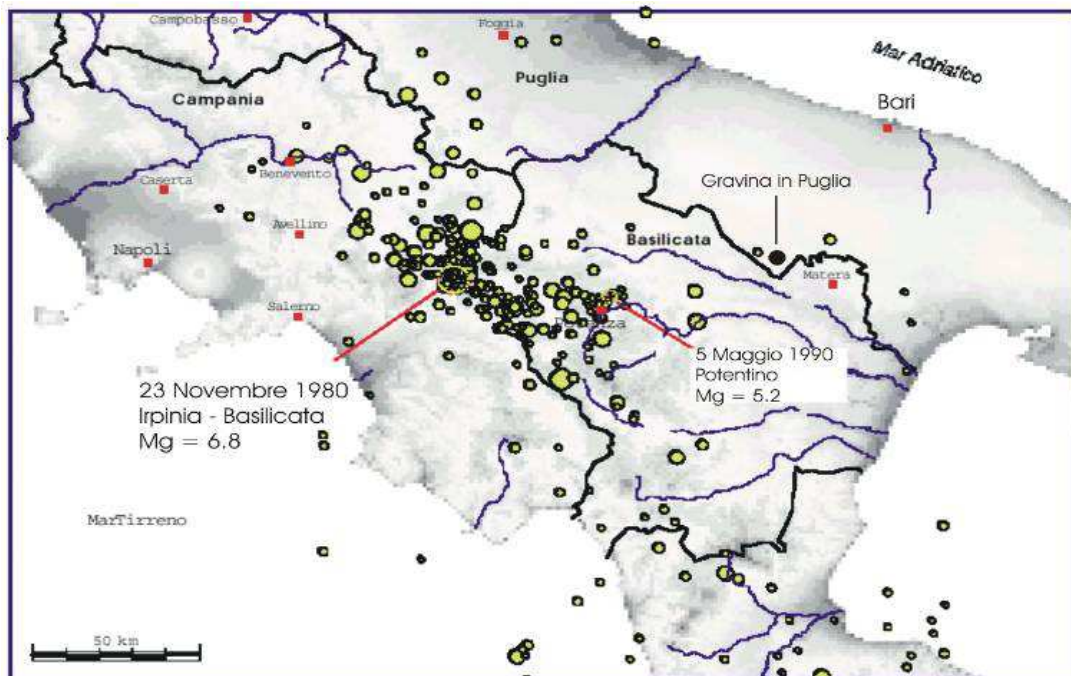 Campobasso
Foggia
Mar Adriatico
Puglia
Campania
Bari
Benevento
Caserta
Gravina in Puglia
Avellino
Basilicata
Napoli
Matera
Salerno
5 Maggio 1990
Potentino
Mg = 5.2
23 Novembre 1980
Irpinia - Basilicata
Mg = 6.8
MarTirreno
50 km